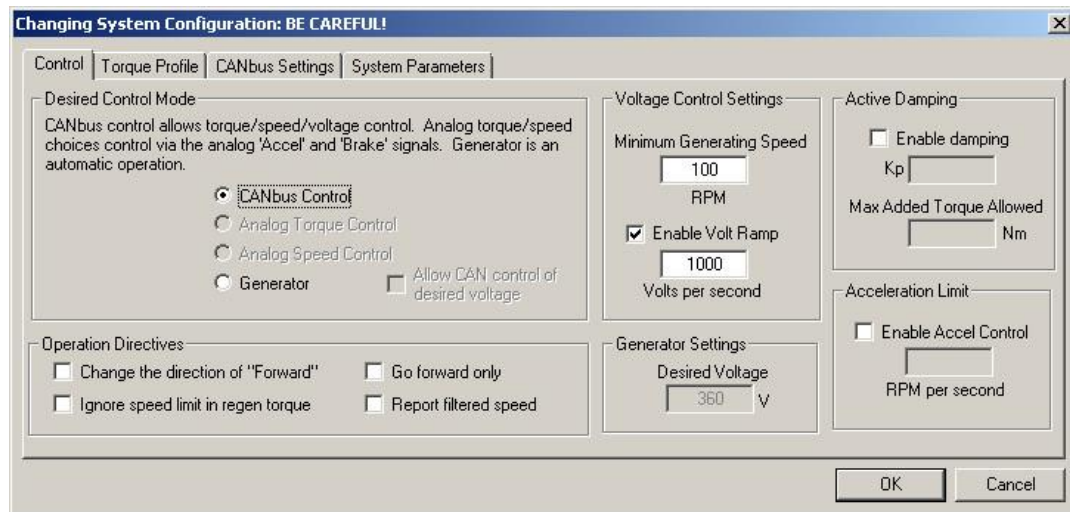 Changing System Configuration: BE CAREFUL!
Control
Torque Profile
CANbus Settings
System Parameters
Desired Control Mode
CANbus control allows torque/speed/voltage control. Analog torque/speed
choices control via the analog 'Accel' and 'Brake' signals. Generator is an
automatic operation.
CANbus Control
Analog Torque Control
Analog Speed Control
Generator
Allow CAN control of
desired voltage
Operation Directives
Change the direction of "Forward"
Go forward only
Ignore speed limit in regen torque
Report filtered speed
Voltage Control Settings
Minimum Generating Speed
100
RPM
Enable Volt Ramp
1000
Volts per second
Generator Settings
Desired Voltage
360 V
Active Damping
Enable damping
Kp
Max Added Torque Allowed
Nm
Acceleration Limit
Enable Accel Control
RPM per second
OK
Cancel